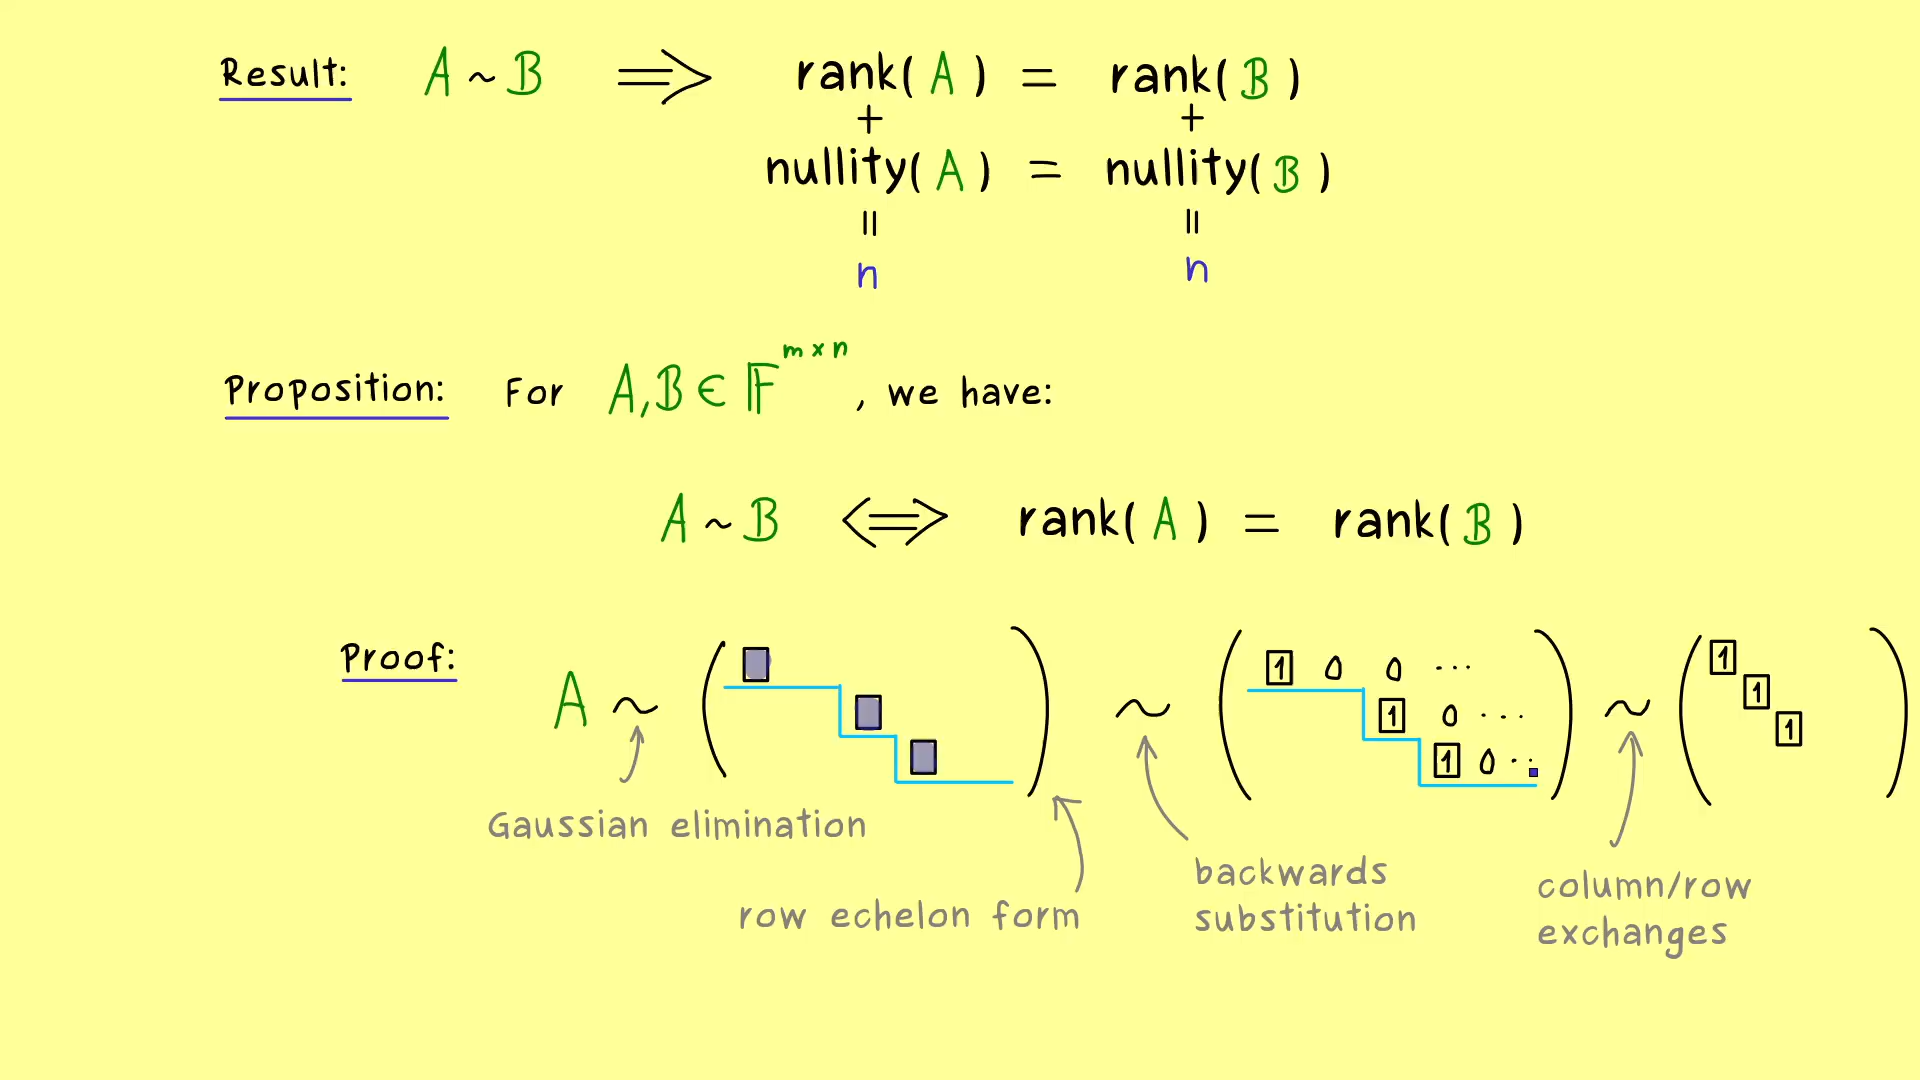 Result: A ~ B ⟹ rank( A ) = rank( B )
+ +
nullity( A ) = nullity( B )
= =
n n
Proposition: For A, B ∈ 𝔽^{m×n}, we have:
A ~ B ⟺ rank( A ) = rank( B )
Proof:
1 0 0 ... 1
A ~ ( ) ~ ( 1 0 ... ) ~ ( 1 )
1 0 ... 1
Gaussian elimination
row echelon form
backwards
substitution
column/row
exchanges